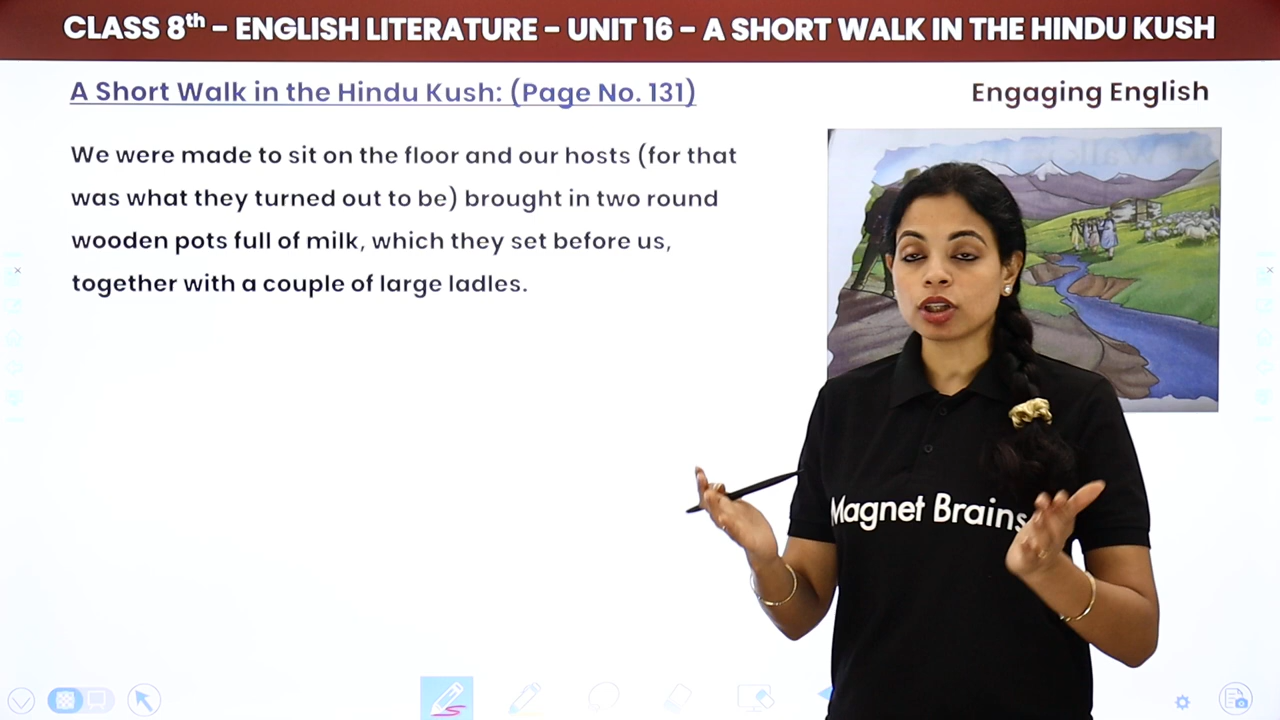 CLASS 8th - ENGLISH LITERATURE - UNIT 16 - A SHORT WALK IN THE HINDU KUSH
A Short Walk in the Hindu Kush: (Page No. 131)
Engaging English
We were made to sit on the floor and our hosts (for that
was what they turned out to be) brought in two round
wooden pots full of milk, which they set before us,
together with a couple of large ladles.
Magnet Brains